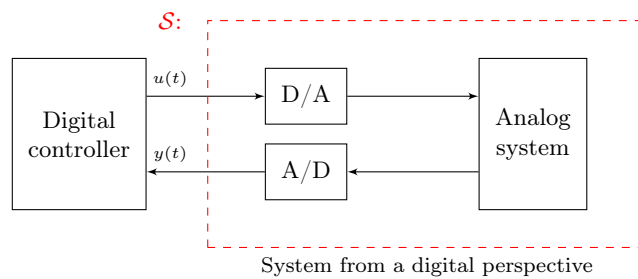 𝒮:
u(t)
D/A
Digital
controller
Analog
system
y(t)
A/D
System from a digital perspective